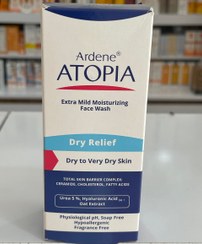 Ardene®
ATOPIA
Extra Mild Moisturizing
Face Wash
Dry Relief
Dry to Very Dry Skin
TOTAL SKIN BARRIER COMPLEX
CERAMIDE, CHOLESTEROL, FATTY ACIDS
Urea 5 %, Hyaluronic Acid
Oat Extract
Physiological pH, Soap Free
Hypoallergenic
Fragrance Free